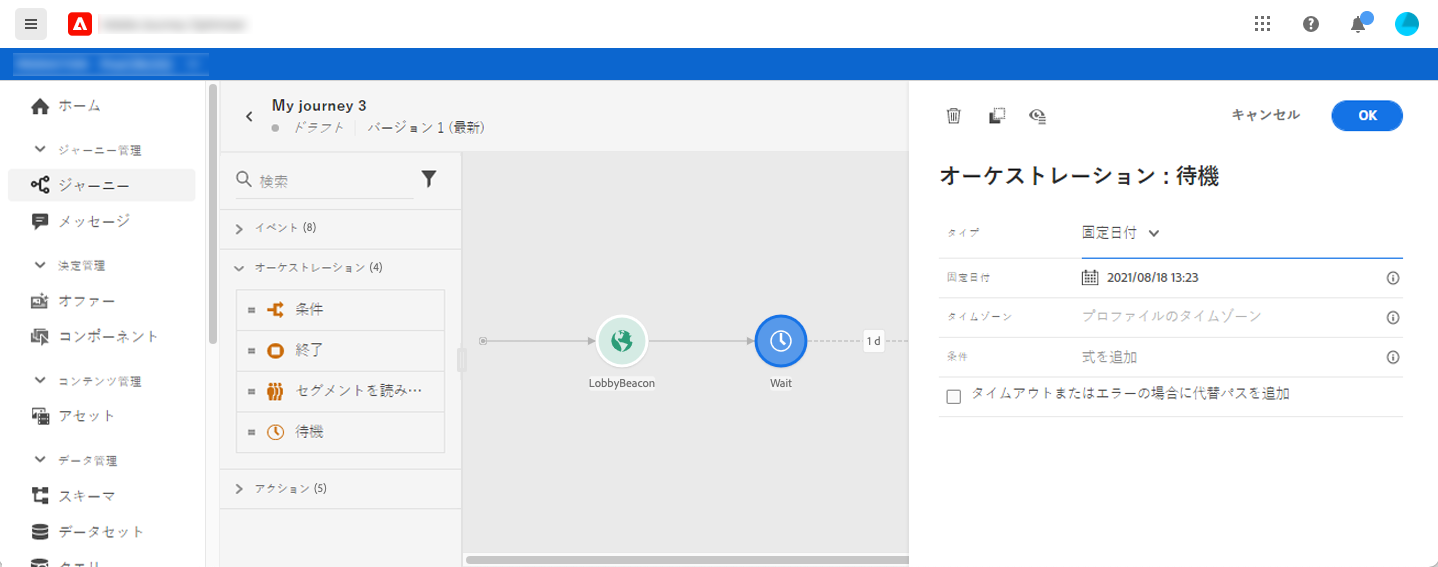 ホーム
ジャーニー管理
ジャーニー
メッセージ
決定管理
オファー
コンポーネント
コンテンツ管理
アセット
データ管理
スキーマ
データセット
クエリ
My journey 3
ドラフト
バージョン 1 (最新)
検索
イベント (8)
オーケストレーション (4)
条件
終了
セグメントを読み…
待機
アクション (5)
LobbyBeacon
Wait
1 d
キャンセル
OK
オーケストレーション : 待機
タイプ
固定日付
固定日付
2021/08/18 13:23
タイムゾーン
プロファイルのタイムゾーン
条件
式を追加
タイムアウトまたはエラーの場合に代替パスを追加